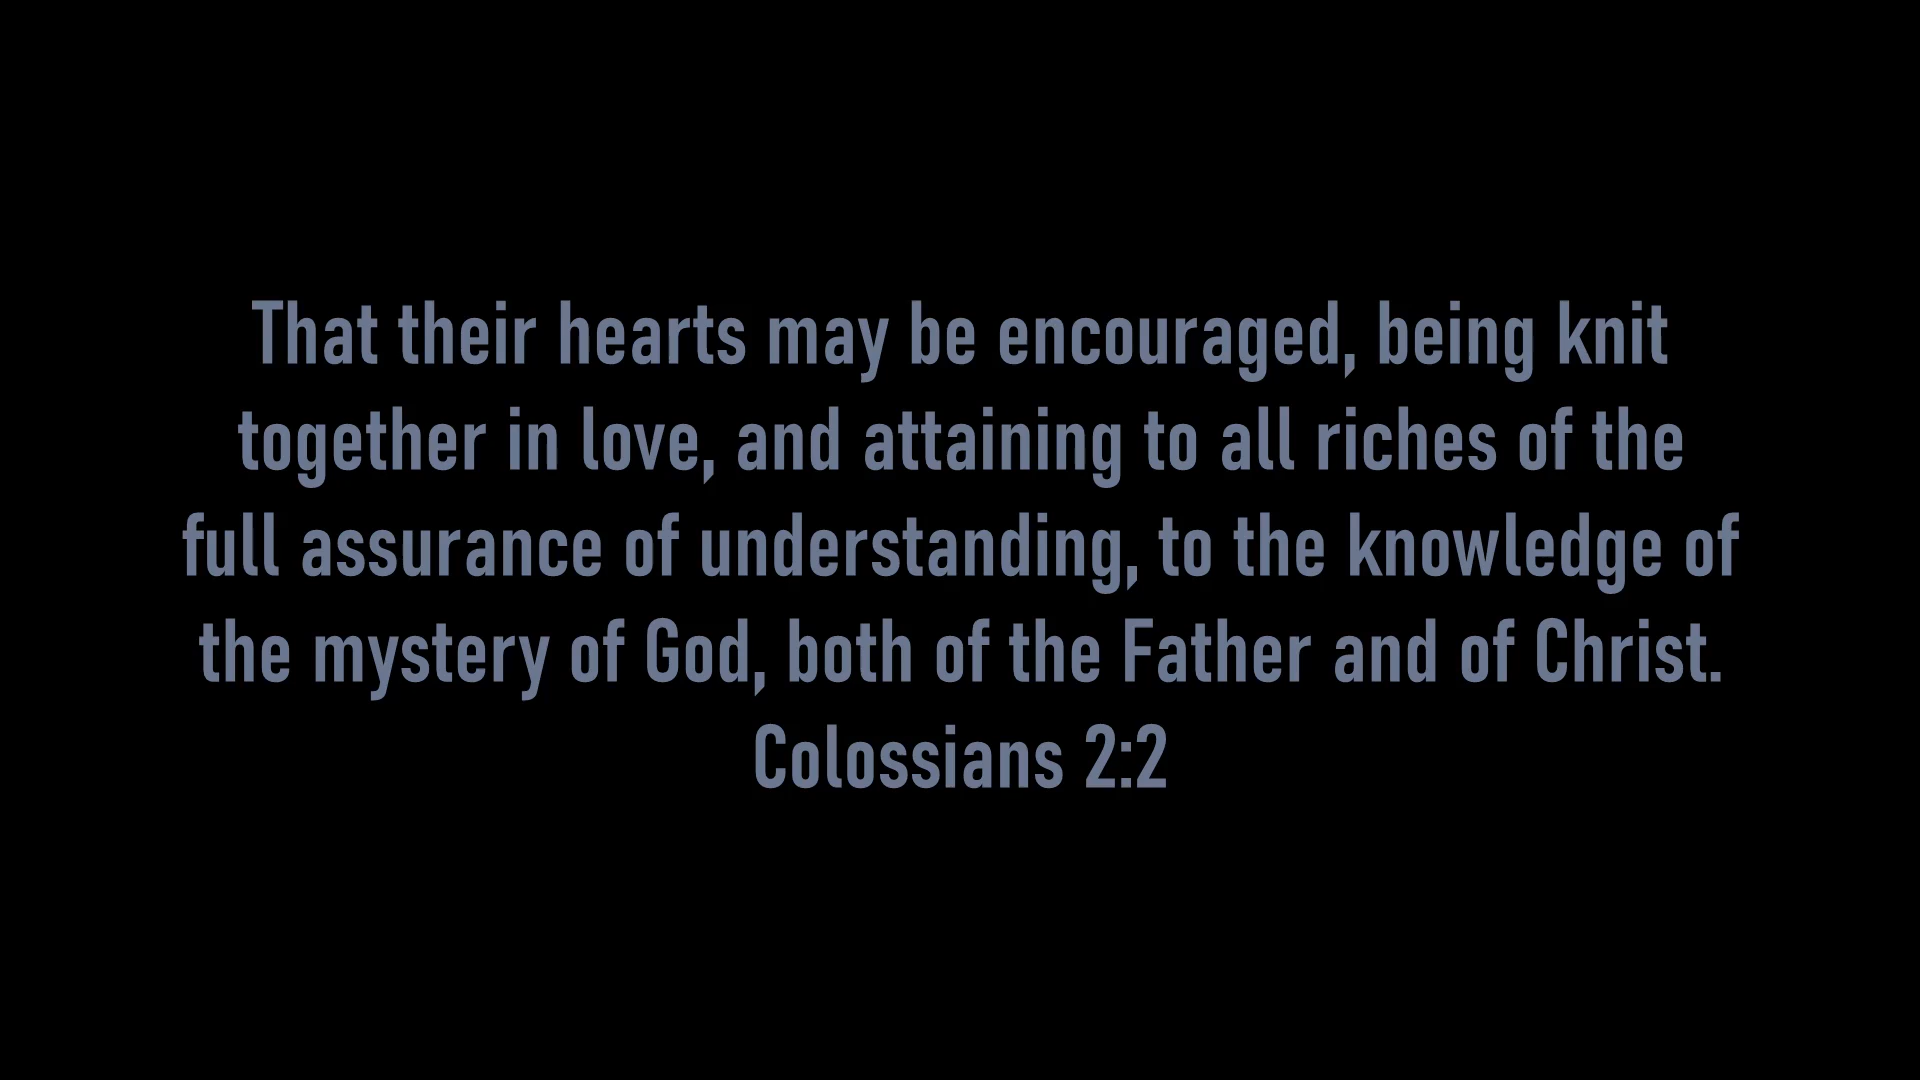 That their hearts may be encouraged, being knit
together in love, and attaining to all riches of the
full assurance of understanding, to the knowledge of
the mystery of God, both of the Father and of Christ.
Colossians 2:2